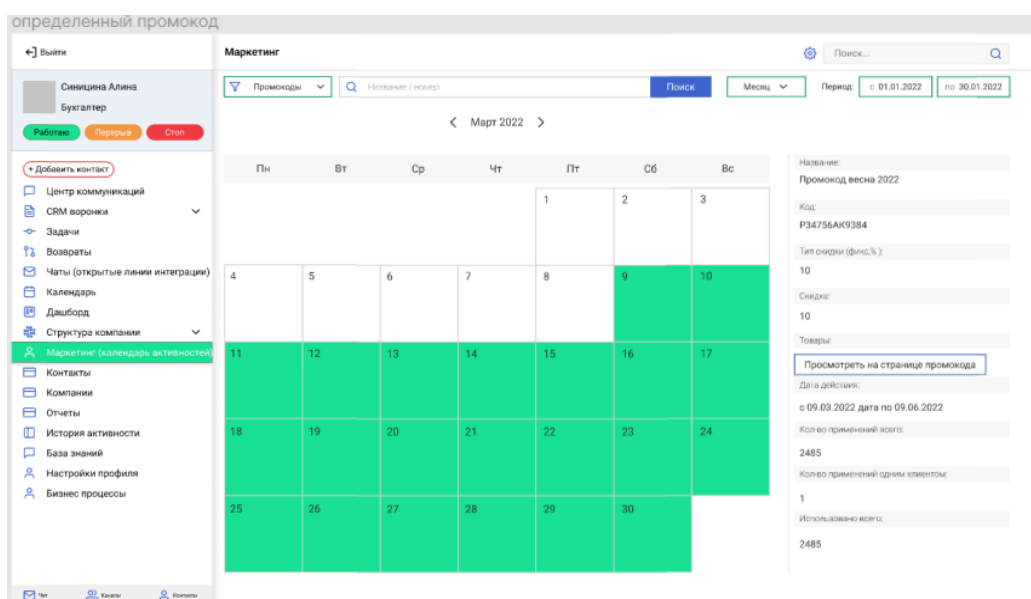 определенный промокод
Выйти
Маркетинг
Поиск...
Синицина Алина
Бухгалтер
Работаю
Перерыв
Стоп
Промокоды
Название / номер
Поиск
Месяц
Период:
с 01.01.2022
по 30.01.2022
Март 2022
+ Добавить контакт
Центр коммуникаций
CRM воронки
Задачи
Возвраты
Чаты (открытые линии интеграции)
Календарь
Дашборд
Структура компании
Маркетинг (календарь активностей)
Контакты
Компании
Отчеты
История активности
База знаний
Настройки профиля
Бизнес процессы
Чат
Каналы
Контакты
Пн Вт Ср Чт Пт Сб Вс
1 2 3
4 5 6 7 8 9 10
11 12 13 14 15 16 17
18 19 20 21 22 23 24
25 26 27 28 29 30
Название:
Промокод весна 2022
Код:
P34756AK9384
Тип скидки (фикс,% ):
10
Скидка:
10
Товары:
Просмотреть на странице промокода
Дата действия:
с 09.03.2022 дата по 09.06.2022
Кол-во применений всего:
2485
Кол-во применений одним клиентом:
1
Использовано всего:
2485